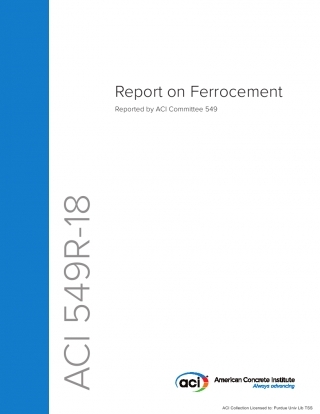 Report on Ferrocement
Reported by ACI Committee 549
ACI 549R-18
aci
American Concrete Institute
Always advancing
ACI Collection Licensed to: Purdue Univ Lib TSS